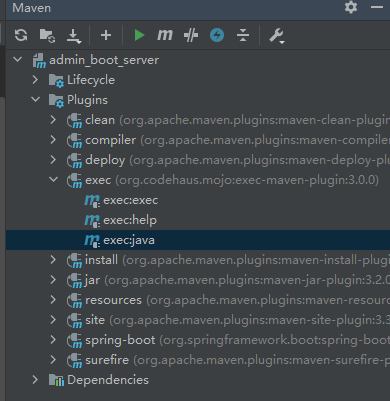 Maven
admin_boot_server
Lifecycle
Plugins
clean (org.apache.maven.plugins:maven-clean-plugin
compiler (org.apache.maven.plugins:maven-compiler
deploy (org.apache.maven.plugins:maven-deploy-plu
exec (org.codehaus.mojo:exec-maven-plugin:3.0.0)
exec:exec
exec:help
exec:java
install (org.apache.maven.plugins:maven-install-plugin
jar (org.apache.maven.plugins:maven-jar-plugin:3.2.0
resources (org.apache.maven.plugins:maven-resour
site (org.apache.maven.plugins:maven-site-plugin:3.3
spring-boot (org.springframework.boot:spring-boot
surefire (org.apache.maven.plugins:maven-surefire-p
Dependencies